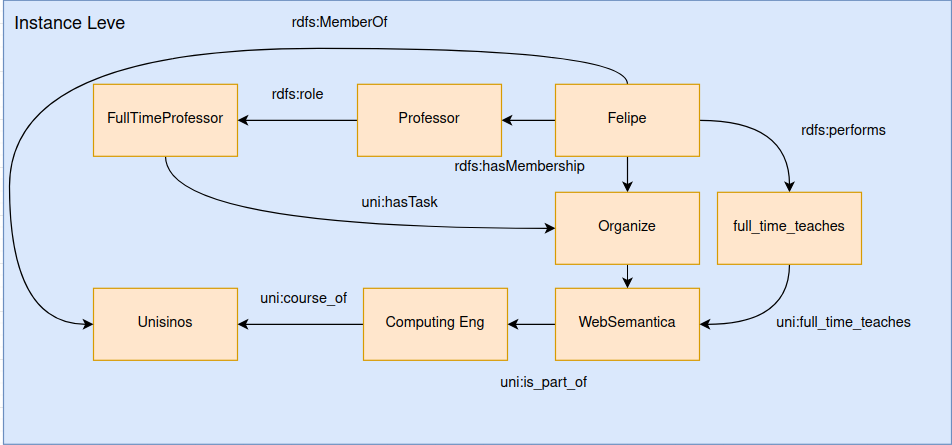 Instance Leve
rdfs:MemberOf
rdfs:role
FullTimeProfessor
Professor
Felipe
rdfs:performs
rdfs:hasMembership
uni:hasTask
Organize
full_time_teaches
uni:course_of
Unisinos
Computing Eng
WebSemantica
uni:full_time_teaches
uni:is_part_of